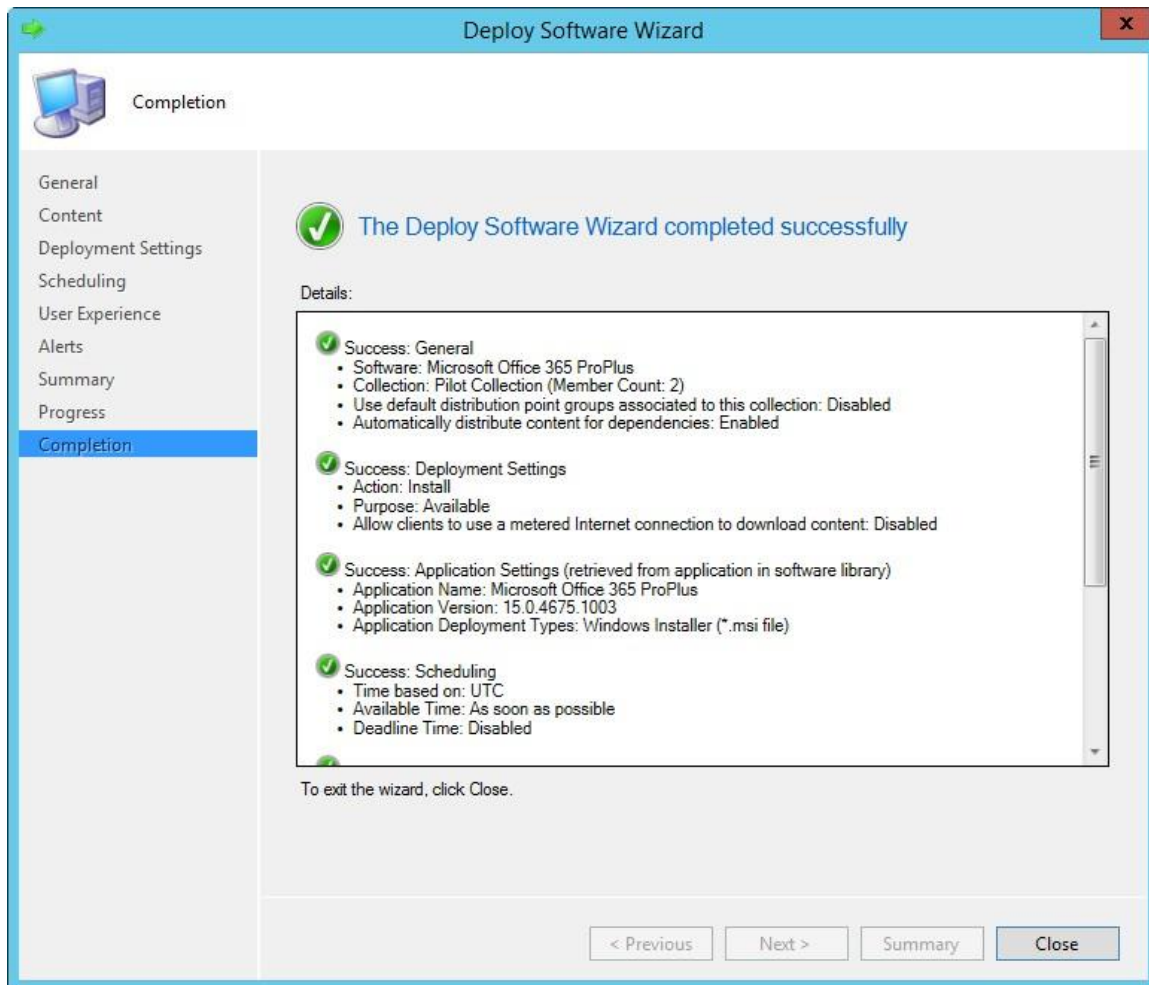 Deploy Software Wizard
x
Completion
General
Content
Deployment Settings
Scheduling
User Experience
Alerts
Summary
Progress
Completion
The Deploy Software Wizard completed successfully
Details:
Success: General
• Software: Microsoft Office 365 ProPlus
• Collection: Pilot Collection (Member Count: 2)
• Use default distribution point groups associated to this collection: Disabled
• Automatically distribute content for dependencies: Enabled
Success: Deployment Settings
• Action: Install
• Purpose: Available
• Allow clients to use a metered Internet connection to download content: Disabled
Success: Application Settings (retrieved from application in software library)
• Application Name: Microsoft Office 365 ProPlus
• Application Version: 15.0.4675.1003
• Application Deployment Types: Windows Installer (*.msi file)
Success: Scheduling
• Time based on: UTC
• Available Time: As soon as possible
• Deadline Time: Disabled
To exit the wizard, click Close.
< Previous
Next >
Summary
Close